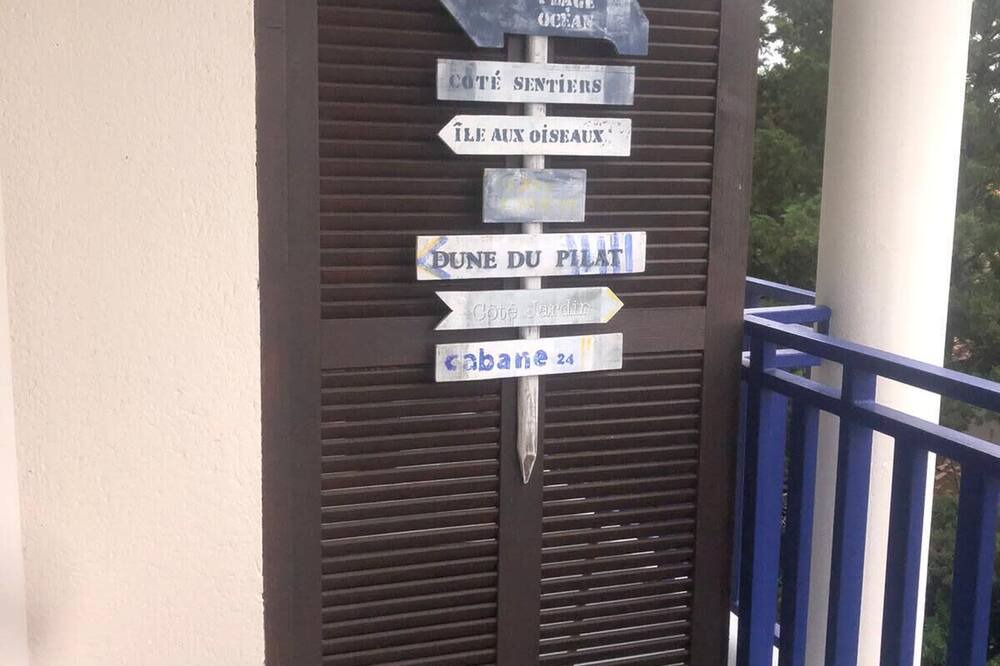 PLAGE
OCÉAN
CÔTÉ SENTIERS
ÎLE AUX OISEAUX
DUNE DU PILAT
Côté Jardin
cabane 24